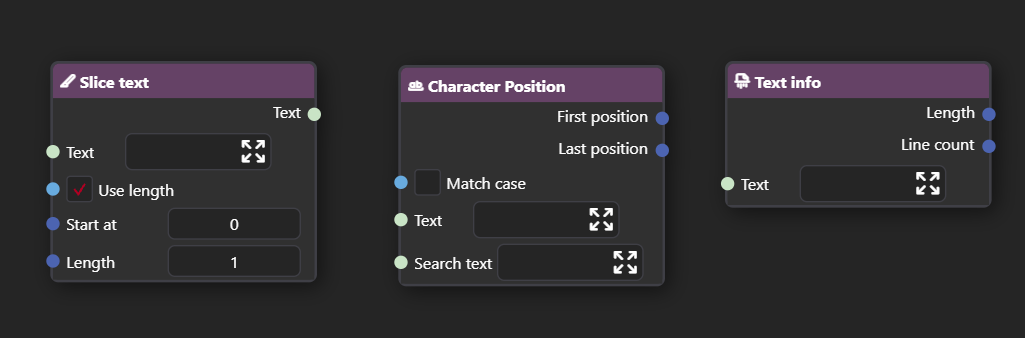 Slice text
Text
Text
Use length
Start at 0
Length 1
Character Position
First position
Last position
Match case
Text
Search text
Text info
Length
Line count
Text